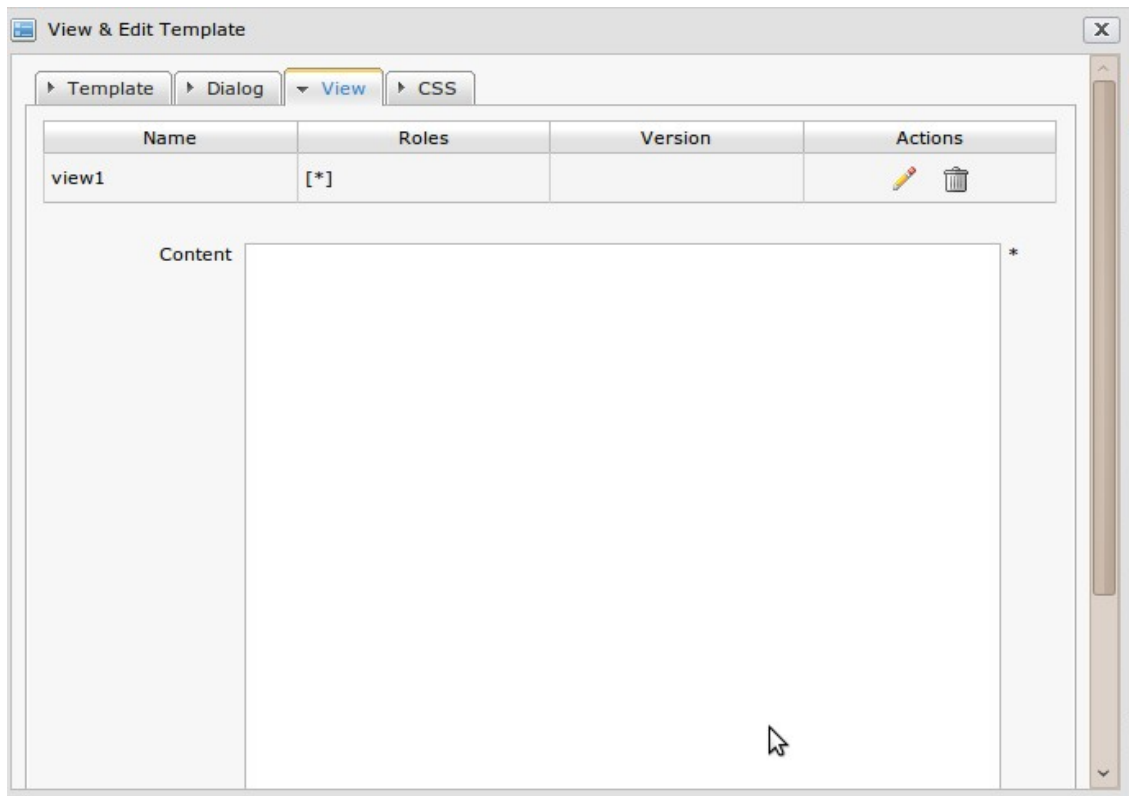 View & Edit Template
Template Dialog View CSS
Name Roles Version Actions
view1 [*]
Content *